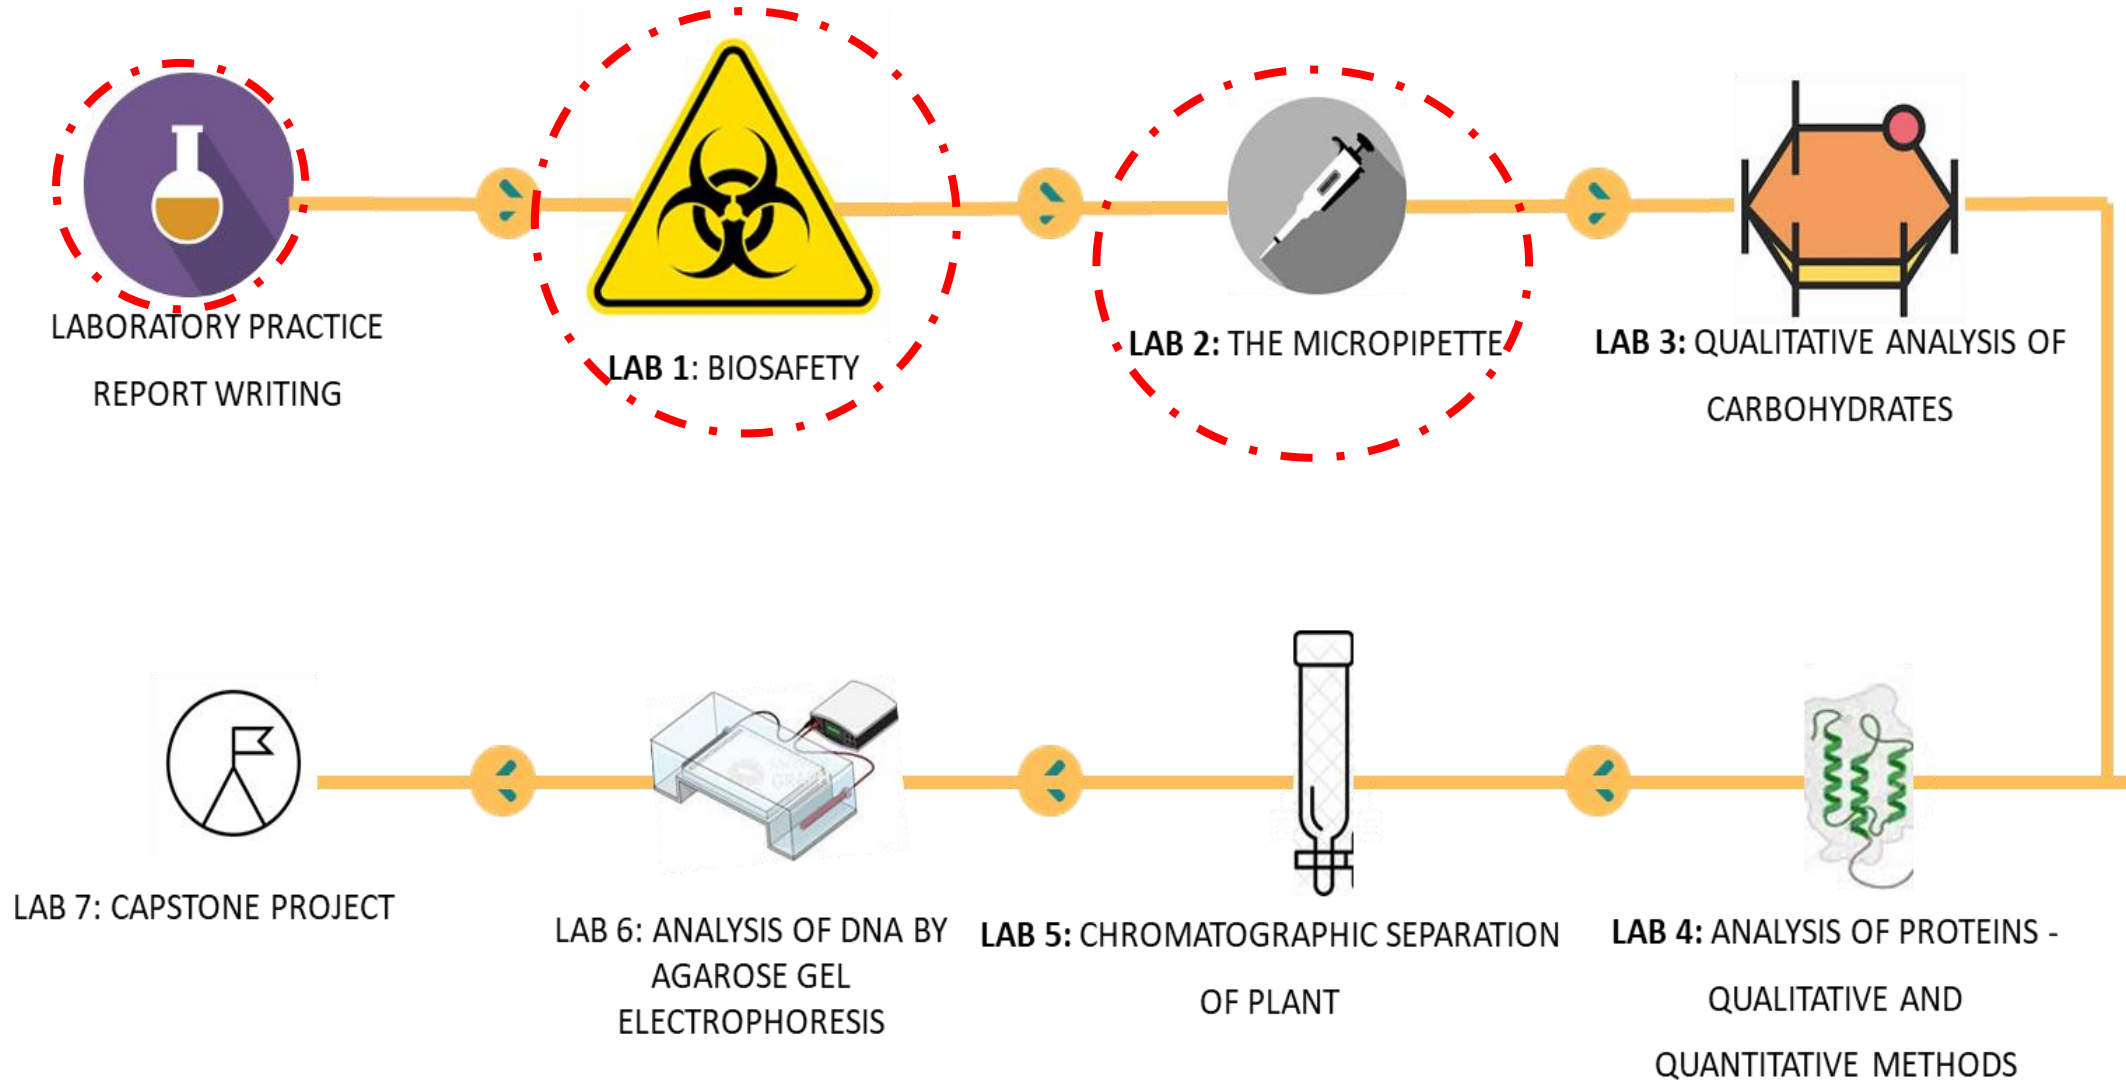 LABORATORY PRACTICE
REPORT WRITING
LAB 1: BIOSAFETY
LAB 2: THE MICROPIPETTE
LAB 3: QUALITATIVE ANALYSIS OF
CARBOHYDRATES
LAB 7: CAPSTONE PROJECT
LAB 6: ANALYSIS OF DNA BY
AGAROSE GEL
ELECTROPHORESIS
LAB 5: CHROMATOGRAPHIC SEPARATION
OF PLANT
LAB 4: ANALYSIS OF PROTEINS -
QUALITATIVE AND
QUANTITATIVE METHODS